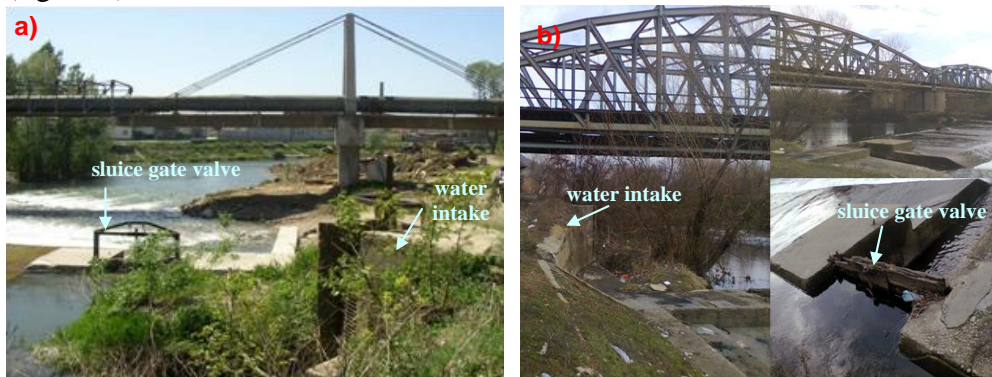 a)
sluice gate valve
water
intake
b)
water intake
sluice gate valve